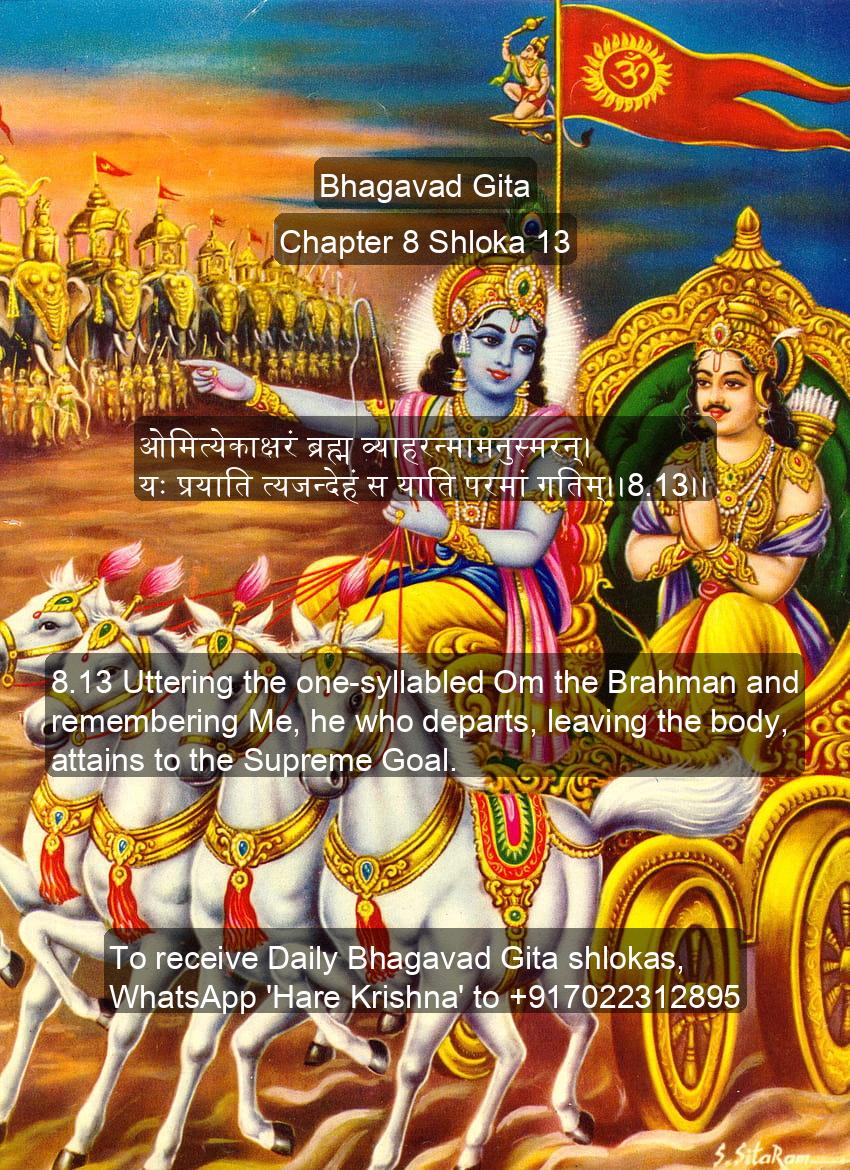 ॐ
Bhagavad Gita
Chapter 8 Shloka 13
ओमित्येकाक्षरं ब्रह्म व्याहरन्मामनुस्मरन्।
यः प्रयाति त्यजन्देहं स याति परमां गतिम्।।8.13।।
8.13 Uttering the one-syllabled Om the Brahman and
remembering Me, he who departs, leaving the body,
attains to the Supreme Goal.
To receive Daily Bhagavad Gita shlokas,
WhatsApp 'Hare Krishna' to +917022312895
S. SitaRam